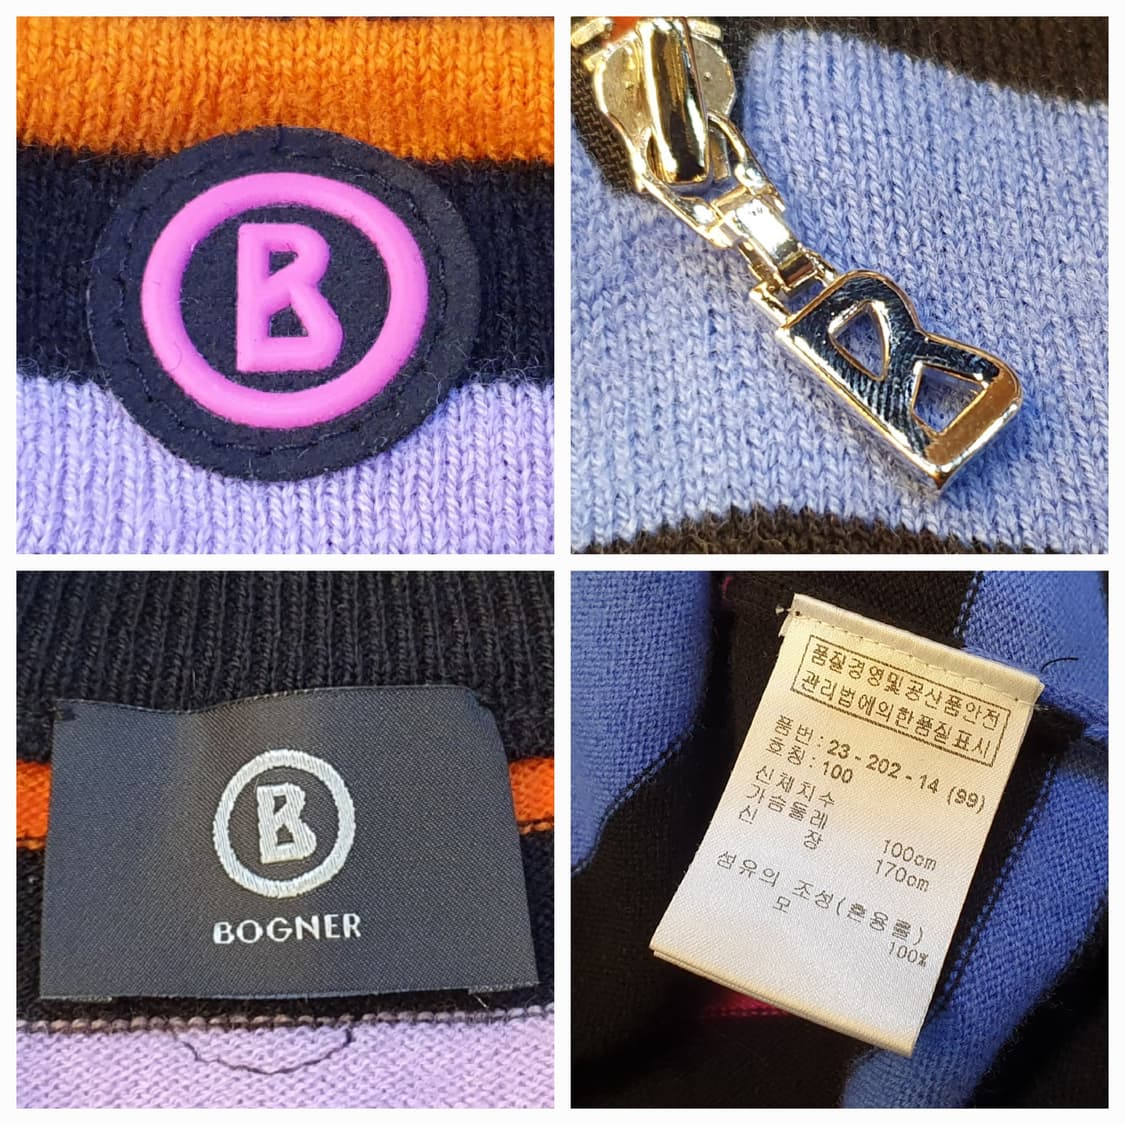 B
B
B
BOGNER
품질경영및공산품안전
관리법에의한품질표시
품번 : 23 - 202 - 14 (99)
호칭 : 100
신체치수
가슴둘레 100cm
신 장 170cm
섬유의 조성(혼용률)
모 100%